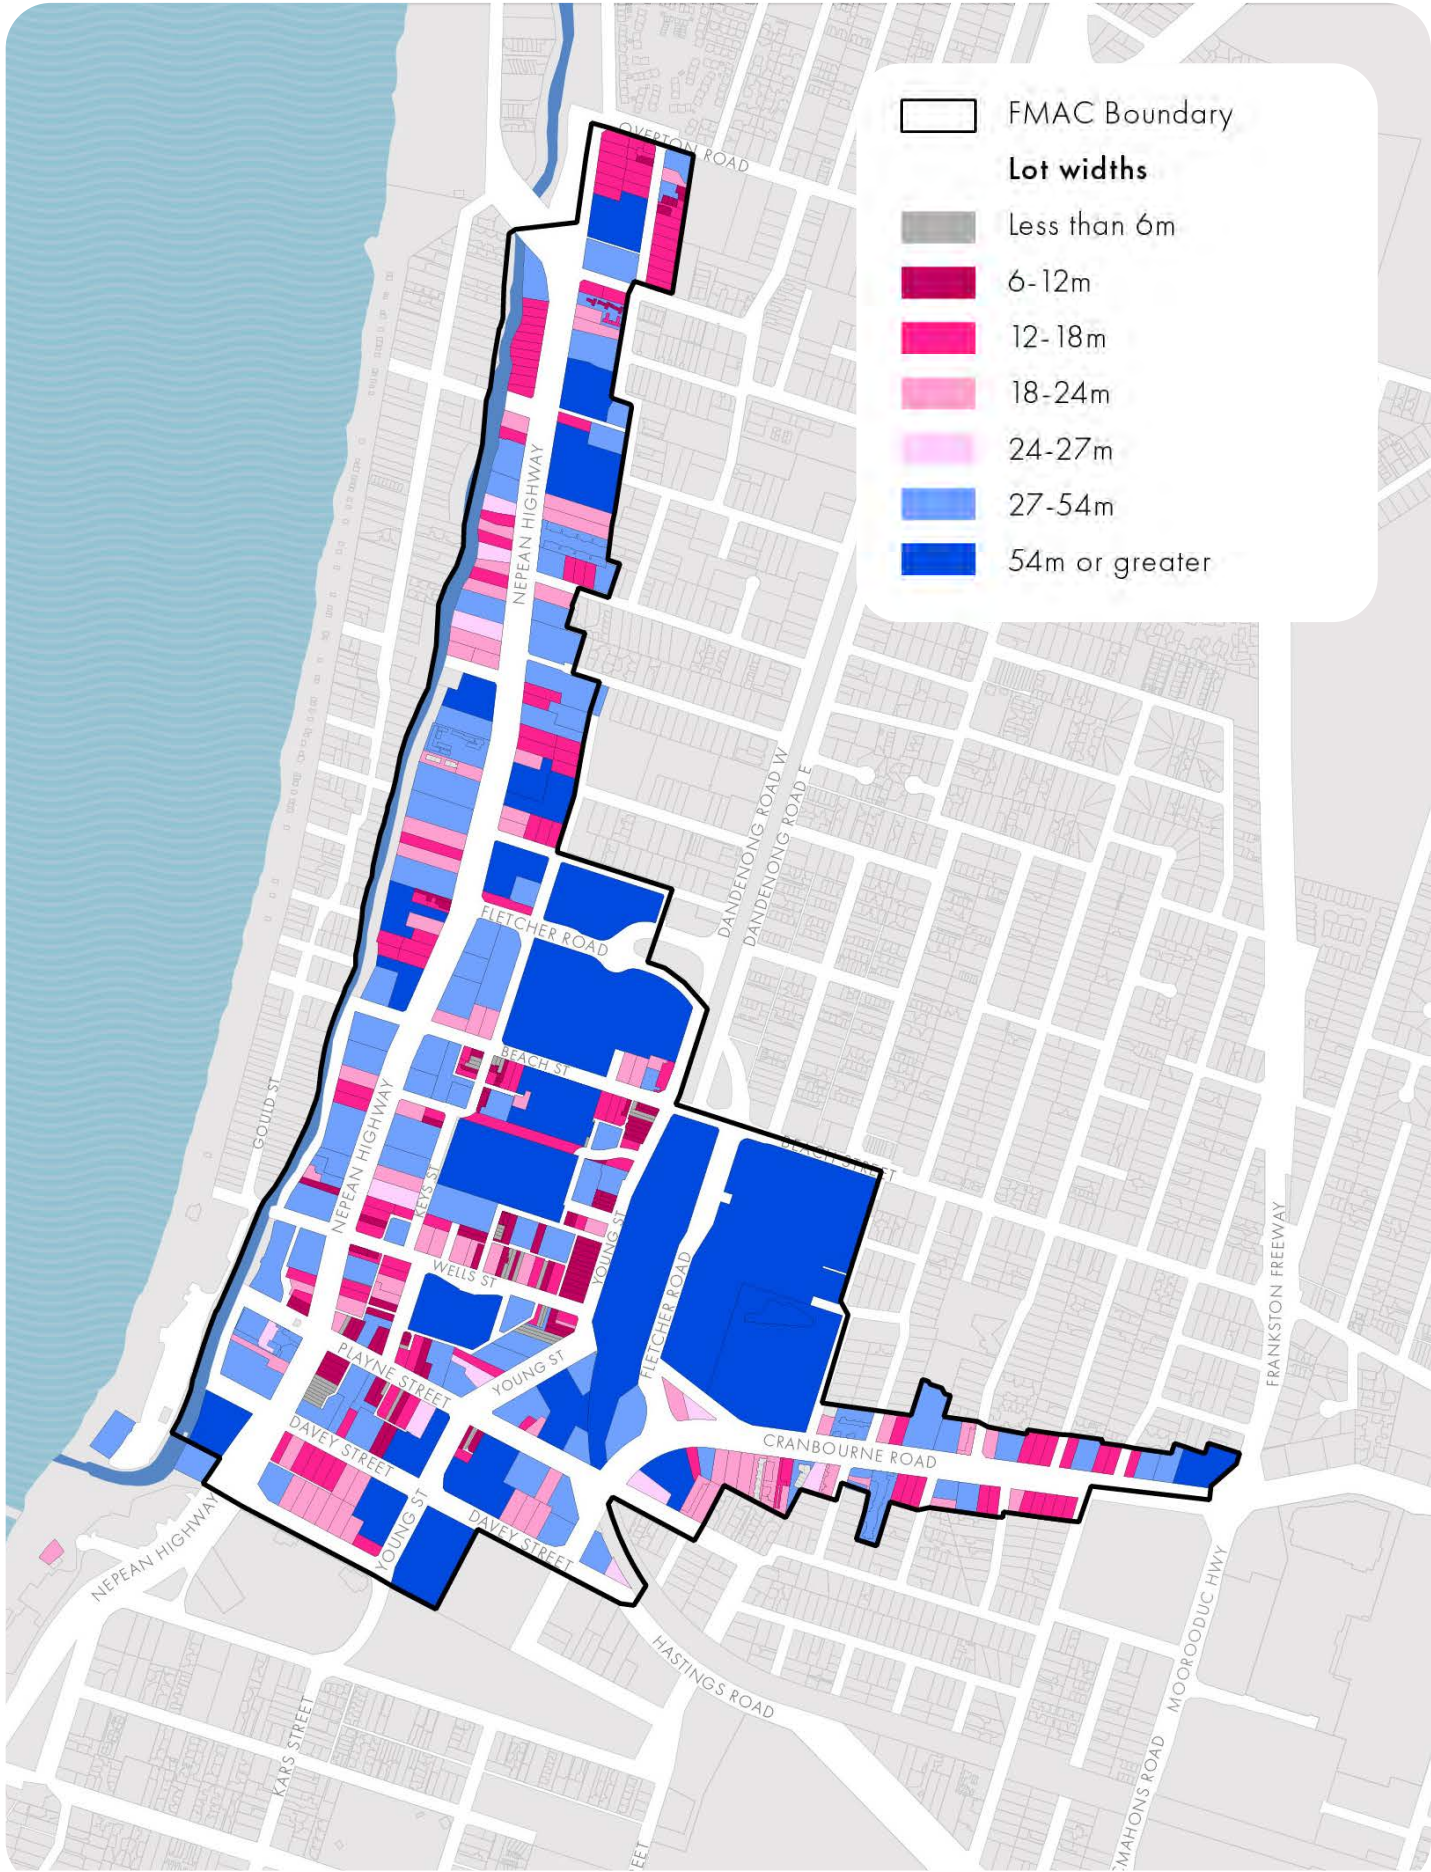 FMAC Boundary
Lot widths
Less than 6m
6-12m
12-18m
18-24m
24-27m
27-54m
54m or greater
OVERTON ROAD
NEPEAN HIGHWAY
DANDENONG ROAD W
DANDENONG ROAD E
FLETCHER ROAD
BEACH ST
GOULD ST
NEPEAN HIGHWAY
KEYS ST
BEACH STREET
WELLS ST
YOUNG ST
FLETCHER ROAD
FRANKSTON FREEWAY
PLAYNE STREET
YOUNG ST
DAVEY STREET
CRANBOURNE ROAD
YOUNG ST
DAVEY STREET
NEPEAN HIGHWAY
HASTINGS ROAD
MOOROODUC HWY
KARS STREET
CMAHONS ROAD
EET